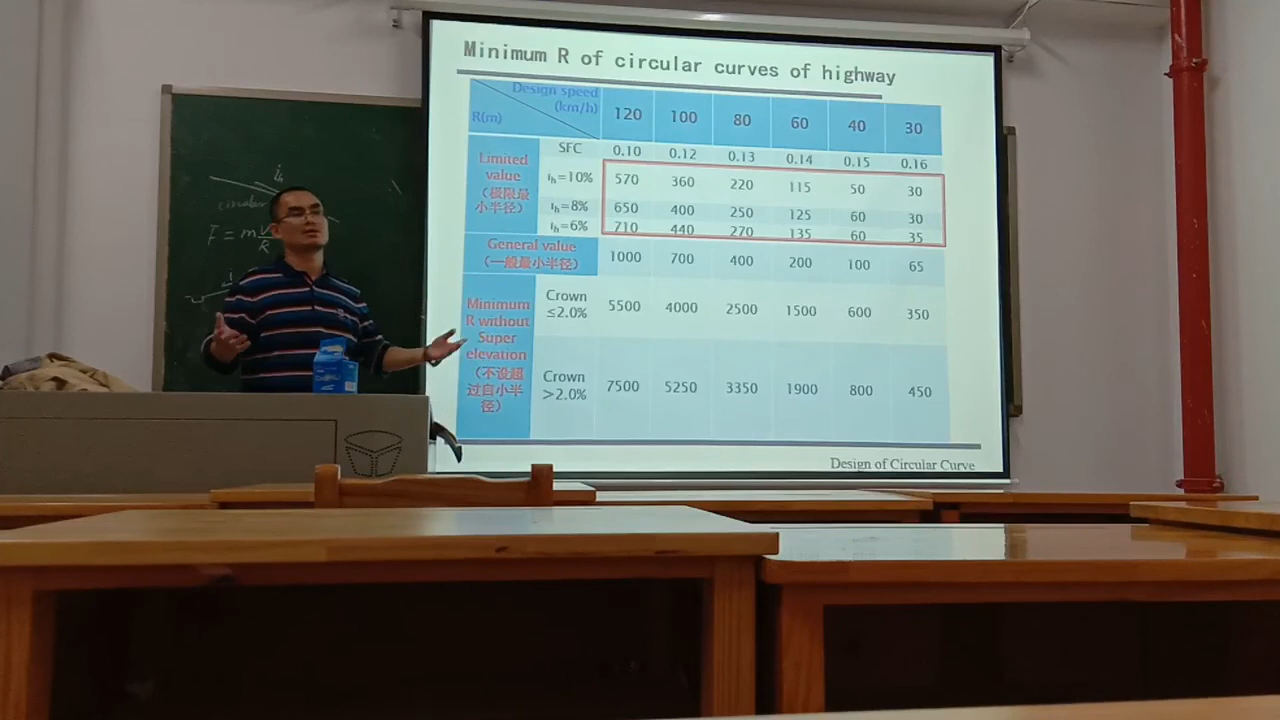 Minimum R of circular curves of highway
Design speed
(km/h)
R(m)
120 100 80 60 40 30
Limited
value
（极限最
小半径）
SFC 0.10 0.12 0.13 0.14 0.15 0.16
ih=10% 570 360 220 115 50 30
ih=8% 650 400 250 125 60 30
ih=6% 710 440 270 135 60 35
General value
（一般最小半径）
1000 700 400 200 100 65
Minimum
R without
Super
elevation
（不设超
过自小半
径）
Crown
≤2.0%
5500 4000 2500 1500 600 350
Crown
>2.0%
7500 5250 3350 1900 800 450
Design of Circular Curve
ih
circular
F = m V
R